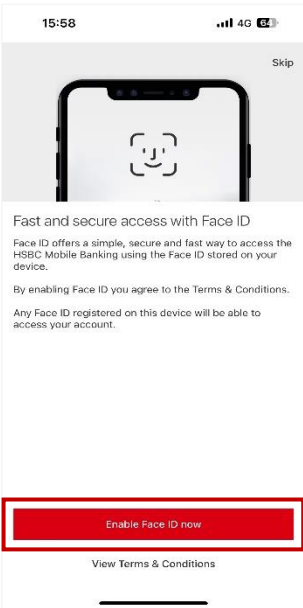 15:58
4G 64
Skip
Fast and secure access with Face ID
Face ID offers a simple, secure and fast way to access the
HSBC Mobile Banking using the Face ID stored on your
device.
By enabling Face ID you agree to the Terms & Conditions.
Any Face ID registered on this device will be able to
access your account.
Enable Face ID now
View Terms & Conditions